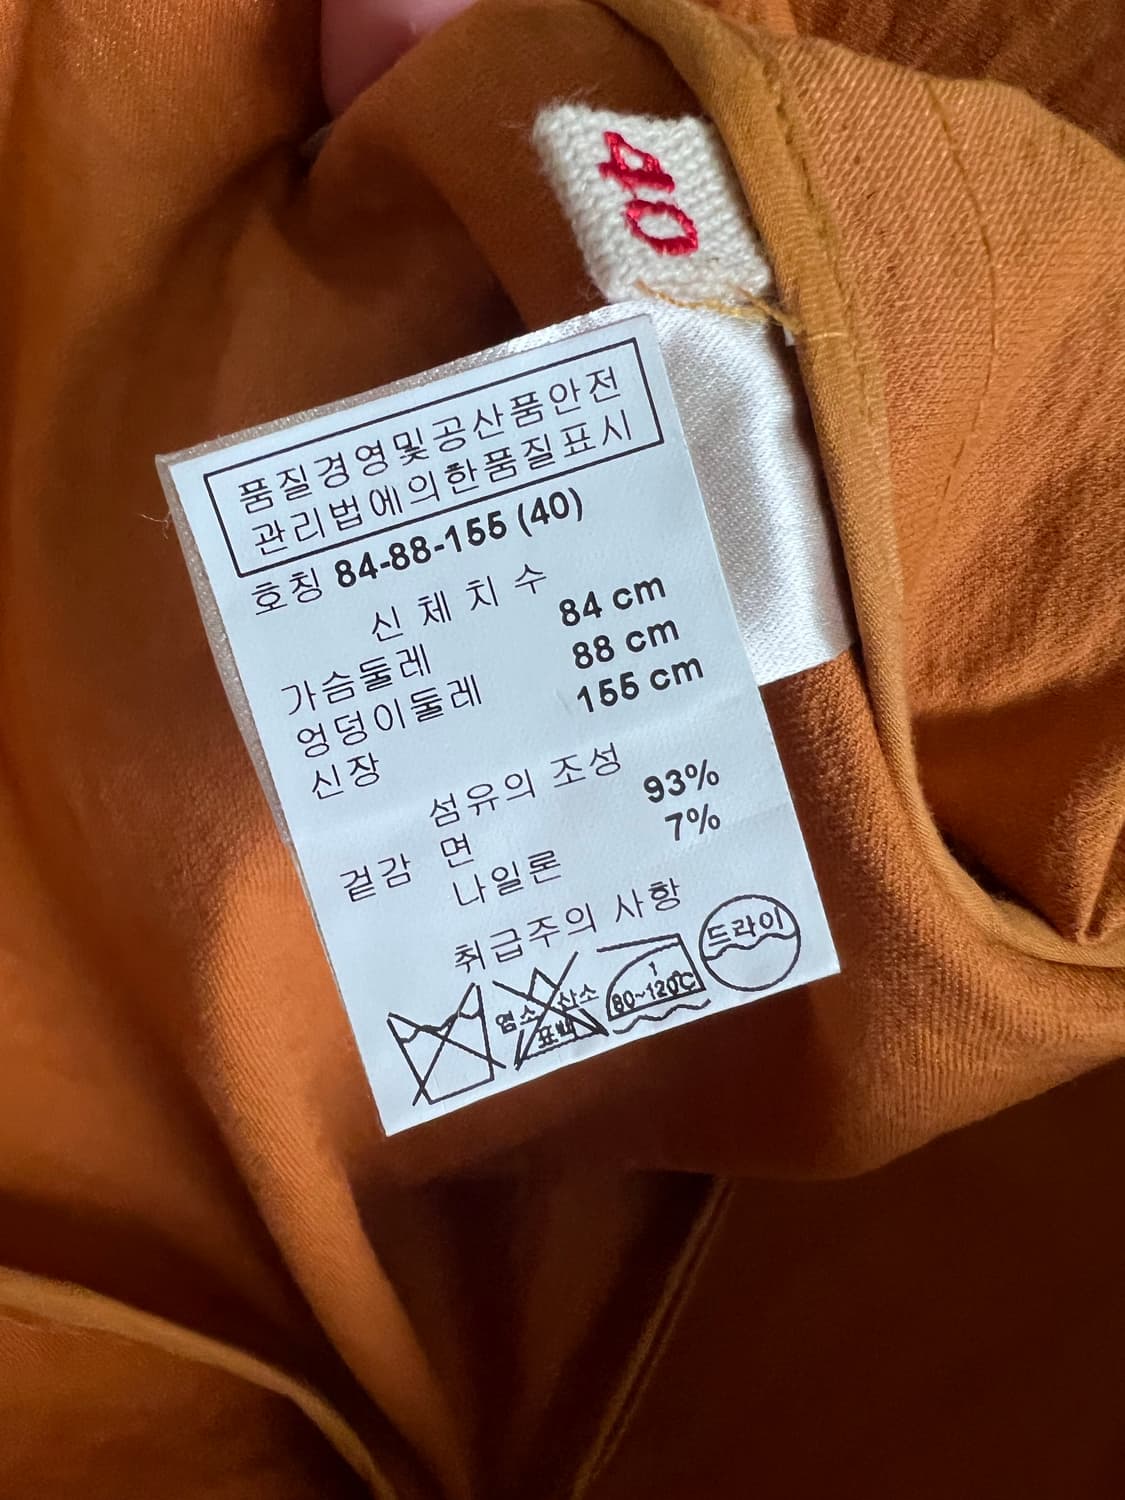 40
품질경영및공산품안전
관리법에의한품질표시
호칭 84-88-155 (40)
신 체 치 수
가슴둘레 84 cm
엉덩이둘레 88 cm
신장 155 cm
섬유의 조성
겉감 면 93%
나일론 7%
취급주의 사항
염소 산소
표백
1
80~120℃
드라이